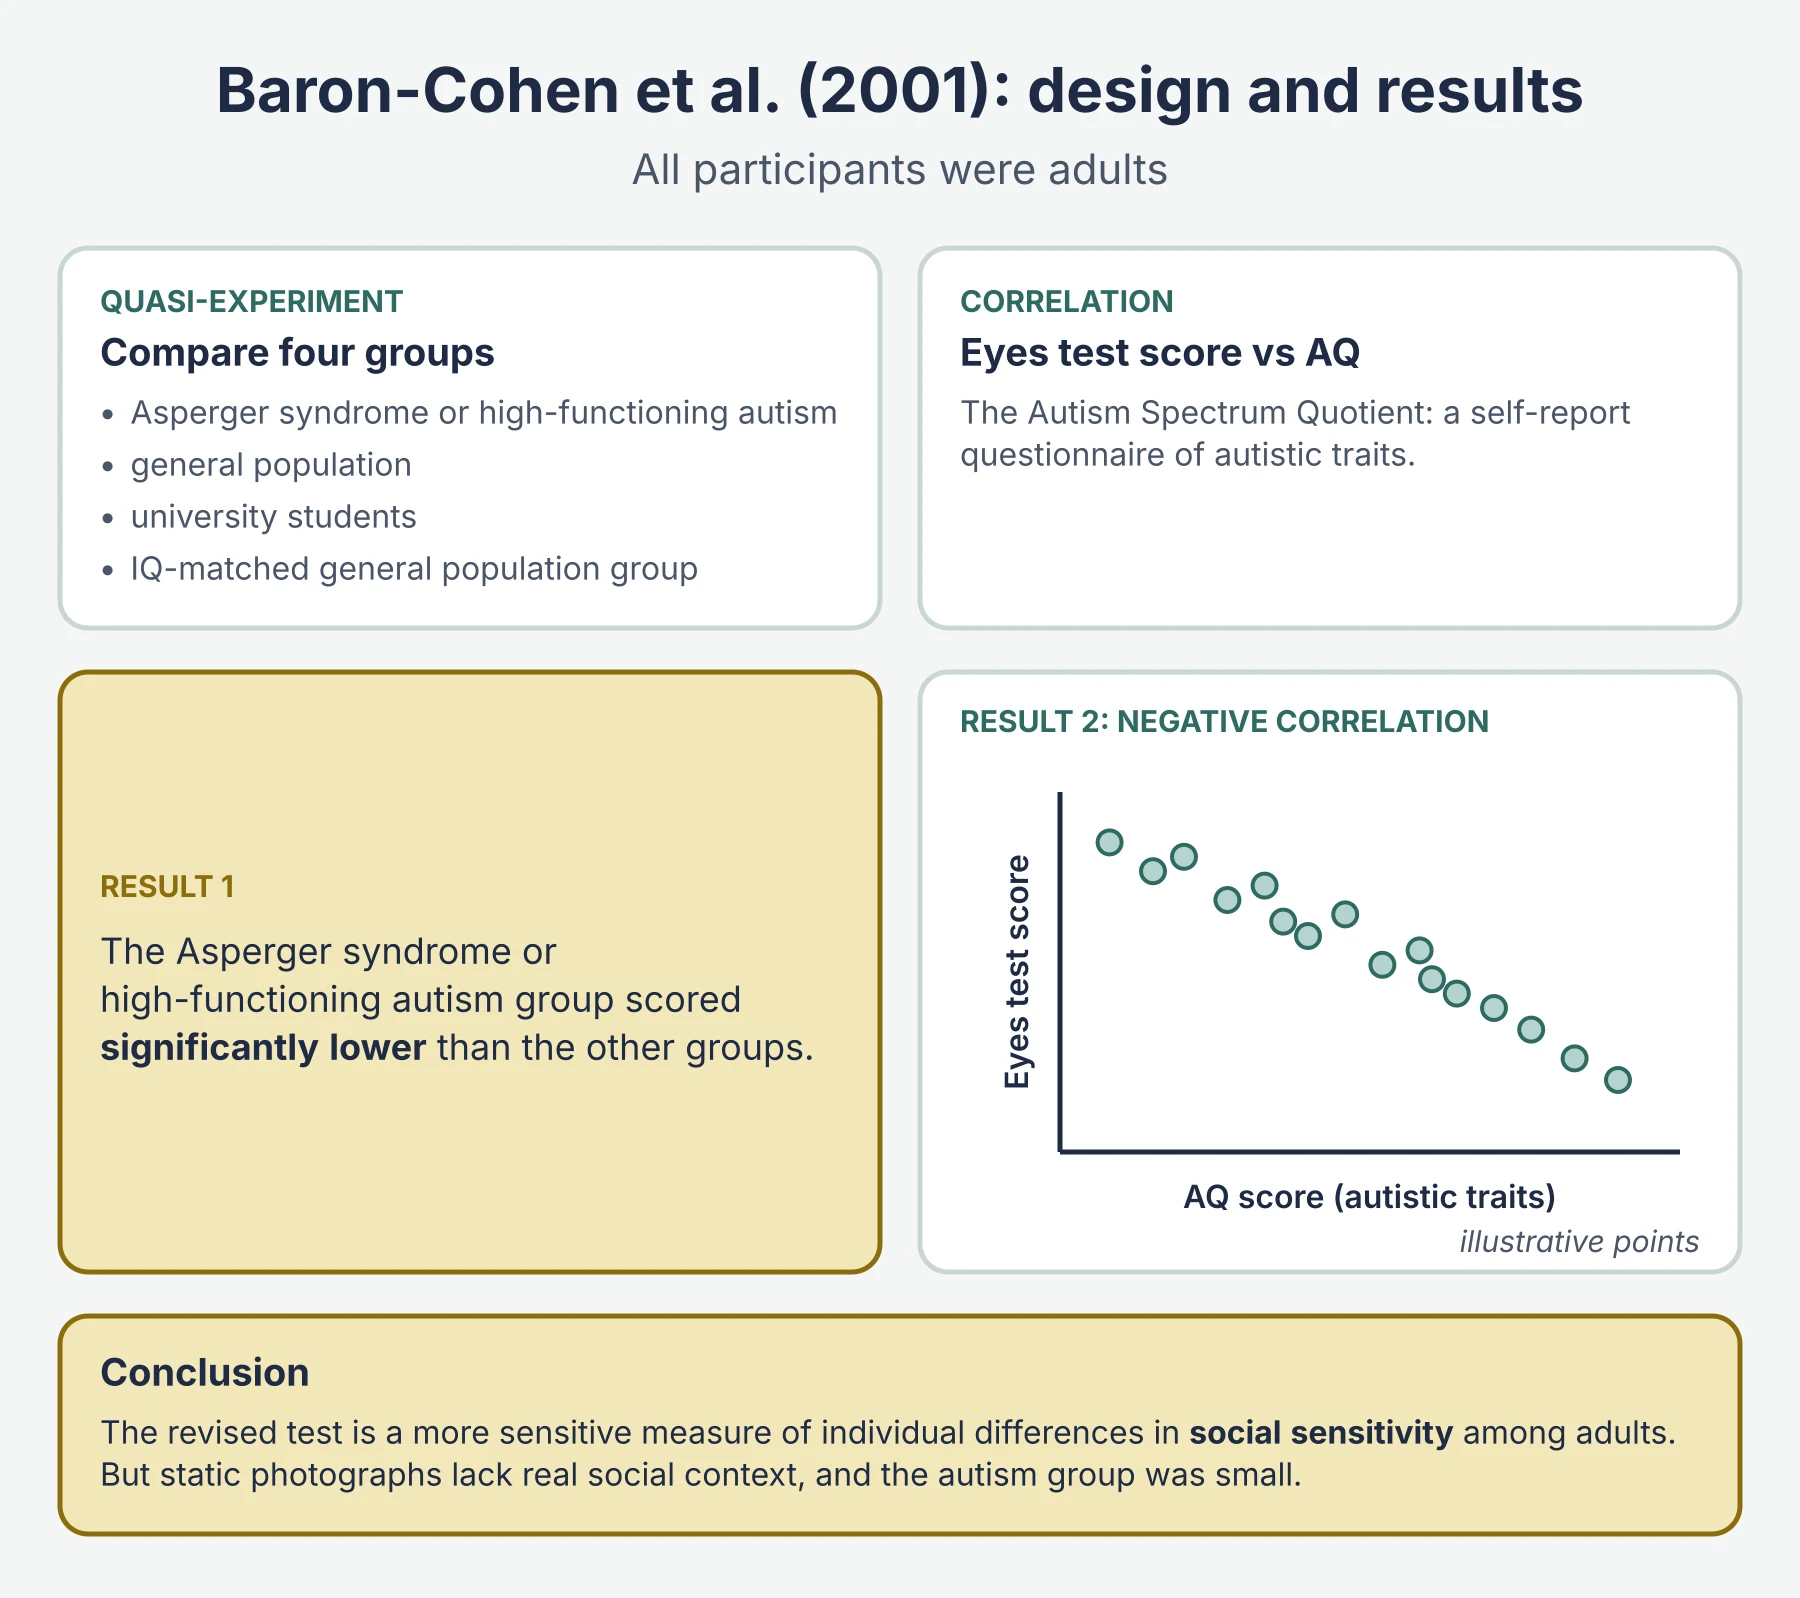 Baron-Cohen et al. (2001): design and results
All participants were adults
QUASI-EXPERIMENT
Compare four groups
• Asperger syndrome or high-functioning autism
• general population
• university students
• IQ-matched general population group
CORRELATION
Eyes test score vs AQ
The Autism Spectrum Quotient: a self-report
questionnaire of autistic traits.
RESULT 1
The Asperger syndrome or
high-functioning autism group scored
significantly lower than the other groups.
RESULT 2: NEGATIVE CORRELATION
Eyes test score
AQ score (autistic traits)
illustrative points
Conclusion
The revised test is a more sensitive measure of individual differences in social sensitivity among adults.
But static photographs lack real social context, and the autism group was small.